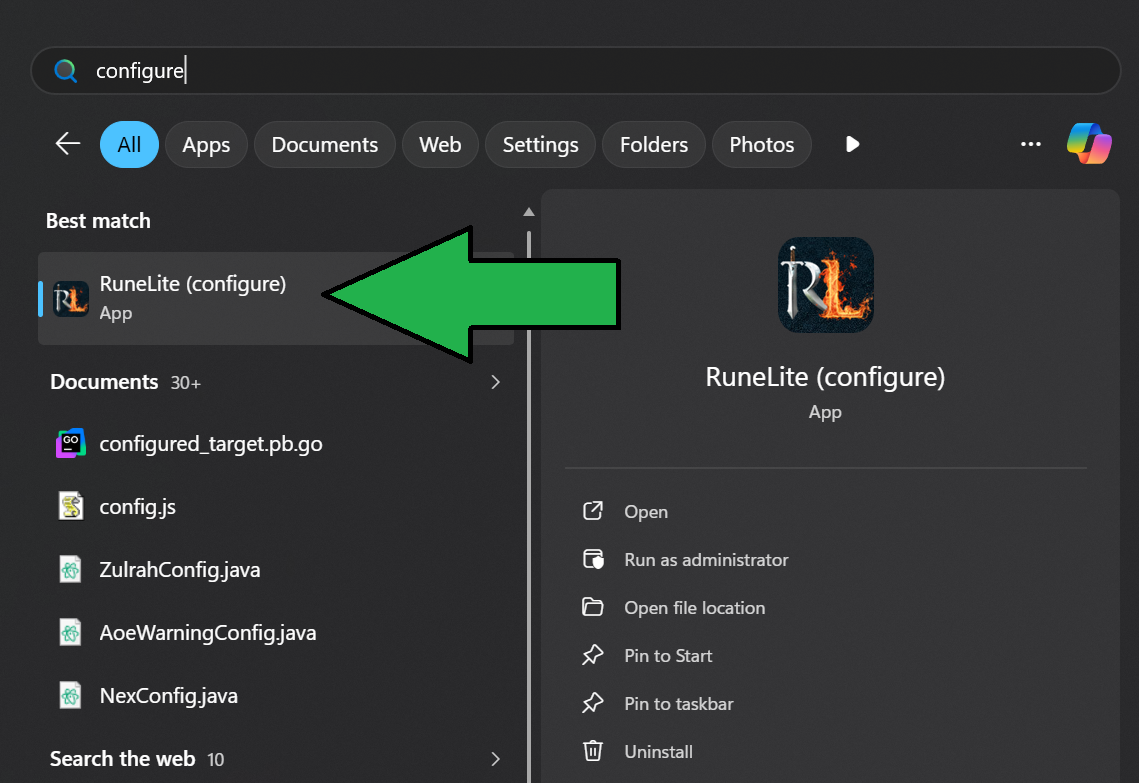 configure
All Apps Documents Web Settings Folders Photos
Best match
RuneLite (configure)
App
Documents 30+
GO
configured_target.pb.go
config.js
ZulrahConfig.java
AoeWarningConfig.java
NexConfig.java
Search the web 10
RL
RuneLite (configure)
App
Open
Run as administrator
Open file location
Pin to Start
Pin to taskbar
Uninstall